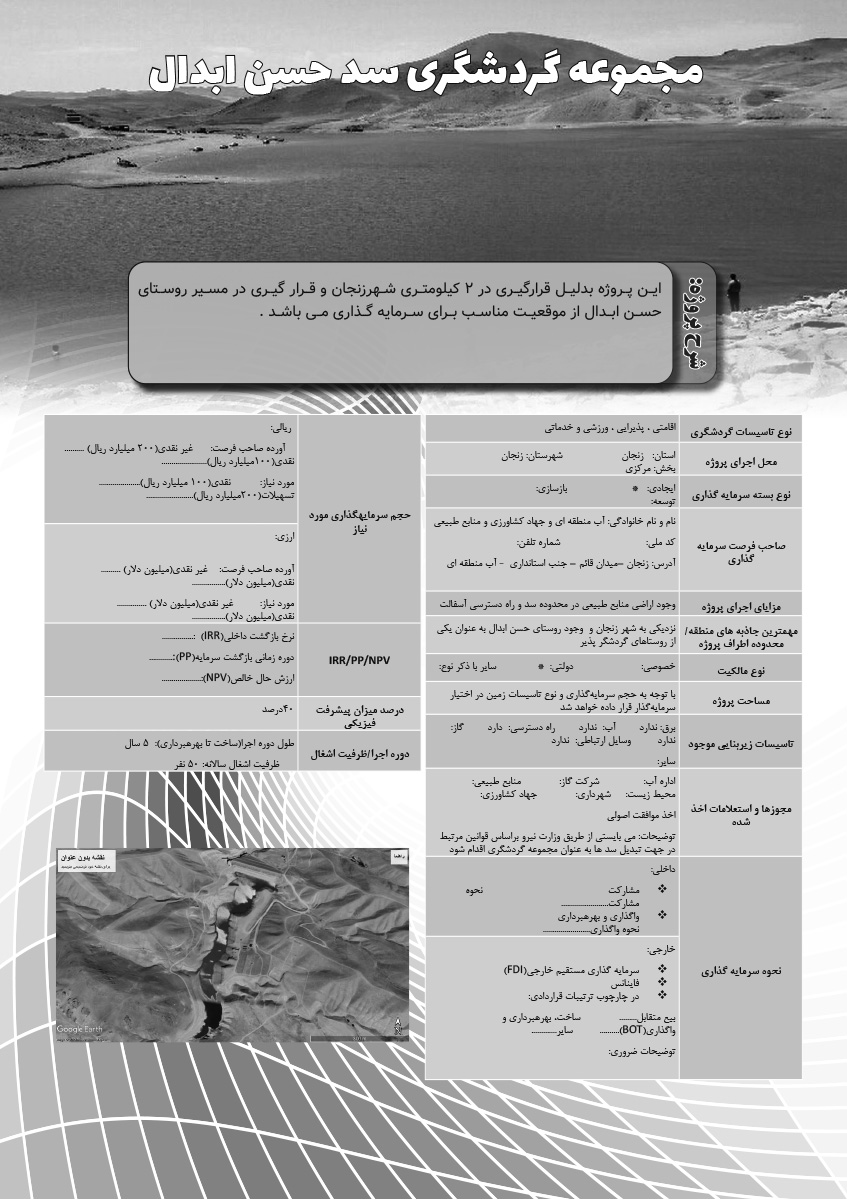 مجموعه گردشگری سد حسن ابدال
شرح پروژه:
این پروژه بدلیل قرارگیری در ۲ کیلومتری شهرزنجان و قرار گیری در مسیر روستای
حسن ابدال از موقعیت مناسب برای سرمایه گذاری می باشد .
نوع تاسیسات گردشگری
اقامتی ، پذیرایی ، ورزشی و خدماتی
محل اجرای پروژه
استان: زنجان شهرستان: زنجان
بخش: مرکزی
نوع بسته سرمایه گذاری
ایجادی: * بازسازی:
توسعه:
صاحب فرصت سرمایه
گذاری
نام و نام خانوادگی: آب منطقه ای و جهاد کشاورزی و منابع طبیعی
کد ملی: شماره تلفن:
آدرس: زنجان –میدان قائم – جنب استانداری - آب منطقه ای
مزایای اجرای پروژه
وجود اراضی منابع طبیعی در محدوده سد و راه دسترسی آسفالت
مهمترین جاذبه های منطقه/
محدوده اطراف پروژه
نزدیکی به شهر زنجان و وجود روستای حسن ابدال به عنوان یکی
از روستاهای گردشگر پذیر
نوع مالکیت
خصوصی: دولتی: * سایر با ذکر نوع:
مساحت پروژه
با توجه به حجم سرمایه‌گذاری و نوع تاسیسات زمین در اختیار
سرمایه‌گذار قرار داده خواهد شد
تاسیسات زیربنایی موجود
برق: ندارد آب: ندارد راه دسترسی: دارد گاز:
ندارد وسایل ارتباطی: ندارد
سایر:
مجوزها و استعلامات اخذ
شده
اداره آب: شرکت گاز: منابع طبیعی:
محیط زیست: شهرداری: جهاد کشاورزی:
اخذ موافقت اصولی
توضیحات: می بایستی از طریق وزارت نیرو براساس قوانین مرتبط
در جهت تبدیل سد ها به عنوان مجموعه گردشگری اقدام شود
نحوه سرمایه گذاری
داخلی:
❖ مشارکت نحوه
مشارکت......................
❖ واگذاری و بهرهبرداری
نحوه واگذاری......................
خارجی:
❖ سرمایه گذاری مستقیم خارجی(FDI)
❖ فاینانس
❖ در چارچوب ترتیبات قراردادی:
بیع متقابل........ ساخت، بهرهبرداری و
واگذاری(BOT)......... سایر............
توضیحات ضروری:
حجم سرمایهگذاری مورد
نیاز
ریالی:
آورده صاحب فرصت: غیر نقدی(۲۰۰ میلیارد ریال) .........
نقدی(۱۰۰میلیارد ریال).....................
مورد نیاز: نقدی(۱۰۰ میلیارد ریال)...................
تسهیلات(۲۰۰میلیارد ریال)......................
ارزی:
آورده صاحب فرصت: غیر نقدی(میلیون دلار) .........
نقدی(میلیون دلار)................
مورد نیاز: غیر نقدی(میلیون دلار) ..............
نقدی(میلیون دلار)................
IRR/PP/NPV
نرخ بازگشت داخلی(IRR) :...............
دوره زمانی بازگشت سرمایه(PP):...........
ارزش حال خالص(NPV):...................
درصد میزان پیشرفت
فیزیکی
۴۰درصد
دوره اجرا/ظرفیت اشغال
طول دوره اجرا(ساخت تا بهرهبرداری): ۵ سال
ظرفیت اشغال سالانه: ۵۰ نفر
نقشه بدون عنوان
راهنما
Google Earth